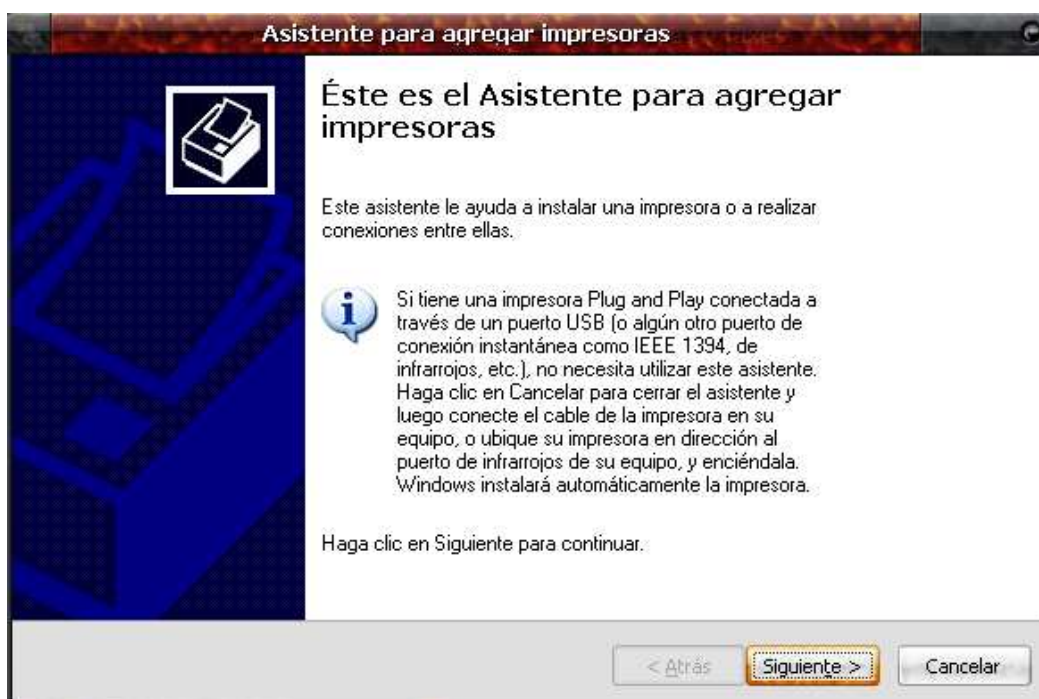 Asistente para agregar impresoras
Éste es el Asistente para agregar
impresoras
Este asistente le ayuda a instalar una impresora o a realizar
conexiones entre ellas.
Si tiene una impresora Plug and Play conectada a
través de un puerto USB (o algún otro puerto de
conexión instantánea como IEEE 1394, de
infrarrojos, etc.), no necesita utilizar este asistente.
Haga clic en Cancelar para cerrar el asistente y
luego conecte el cable de la impresora en su
equipo, o ubique su impresora en dirección al
puerto de infrarrojos de su equipo, y enciéndala.
Windows instalará automáticamente la impresora.
Haga clic en Siguiente para continuar.
< Atrás Siguiente > Cancelar